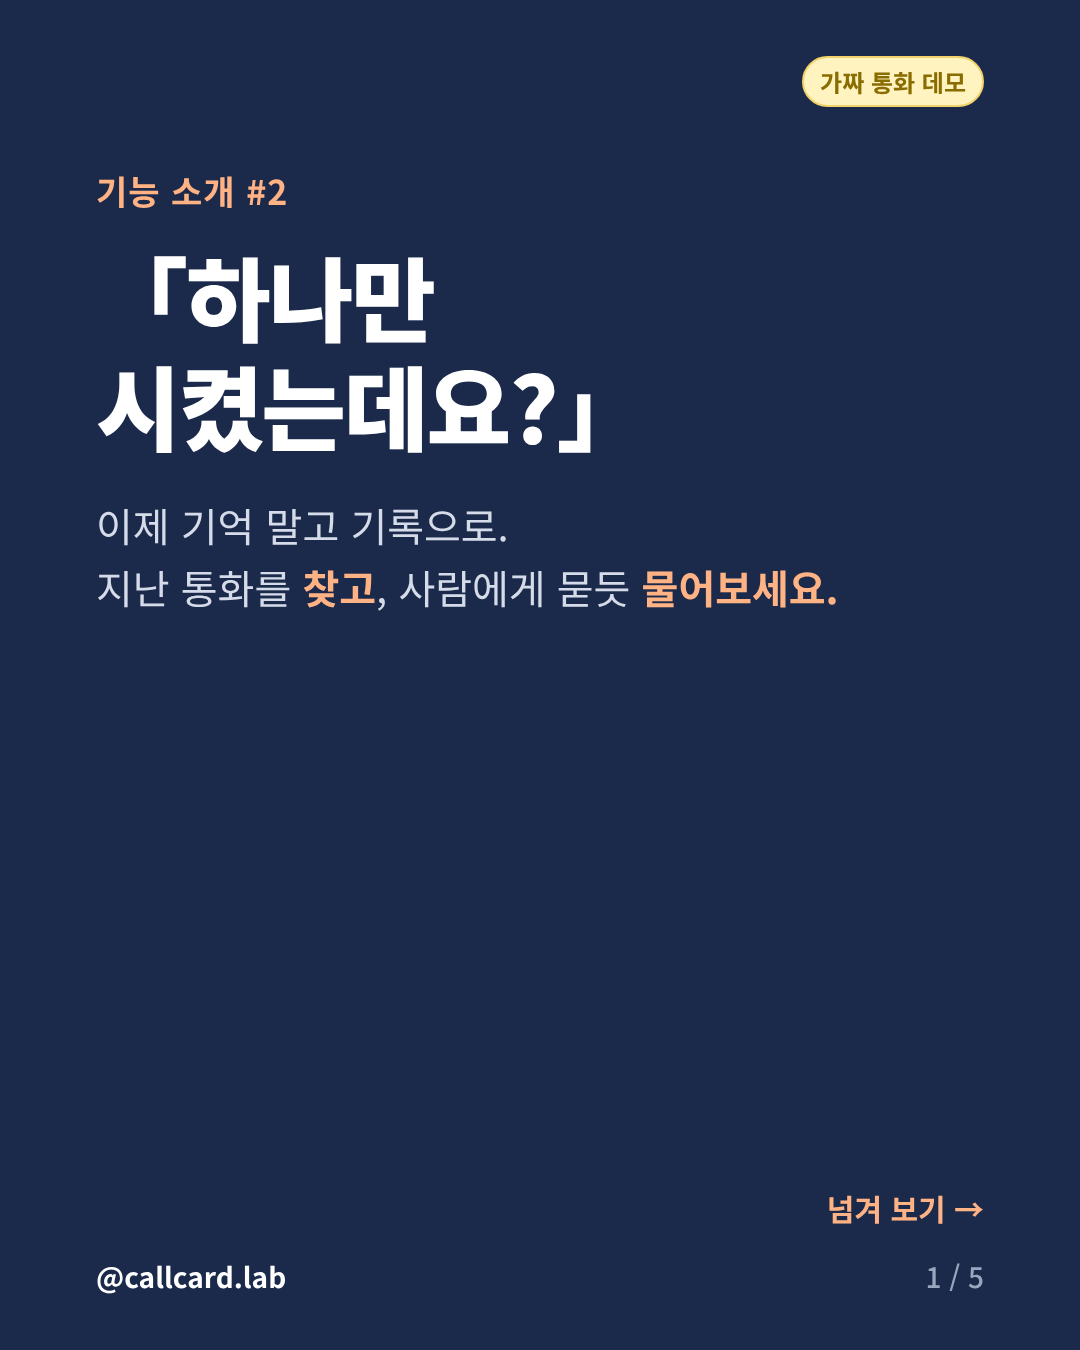 가짜 통화 데모
기능 소개 #2
「하나만
시켰는데요?」
이제 기억 말고 기록으로.
지난 통화를 찾고, 사람에게 묻듯 물어보세요.
넘겨 보기 →
@callcard.lab
1 / 5